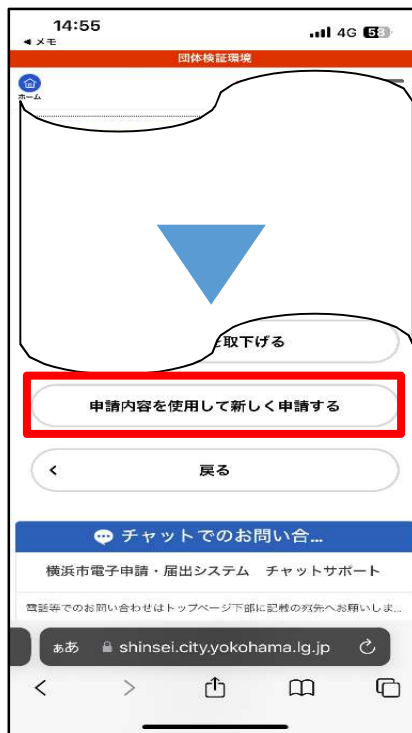 14:55
4G 58
◀ メモ
団体検証環境
ホーム
取下げる
申請内容を使用して新しく申請する
戻る
チャットでのお問い合...
横浜市電子申請・届出システム チャットサポート
電話等でのお問い合わせはトップページ下部に記載の宛先へお願いしま...
ぁあ shinsei.city.yokohama.lg.jp